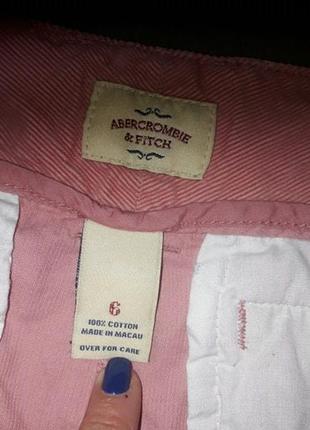 ABERCROMBIE
& FITCH
6
100% COTTON
MADE IN MACAU
OVER FOR CARE